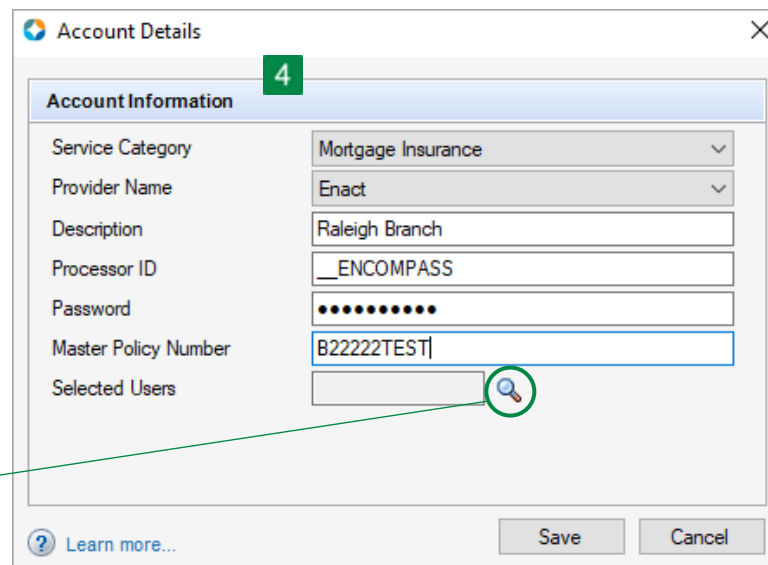 Account Details
4
Account Information
Service Category Mortgage Insurance
Provider Name Enact
Description Raleigh Branch
Processor ID __ENCOMPASS
Password ●●●●●●●●●●
Master Policy Number B22222TEST
Selected Users
? Learn more... Save Cancel